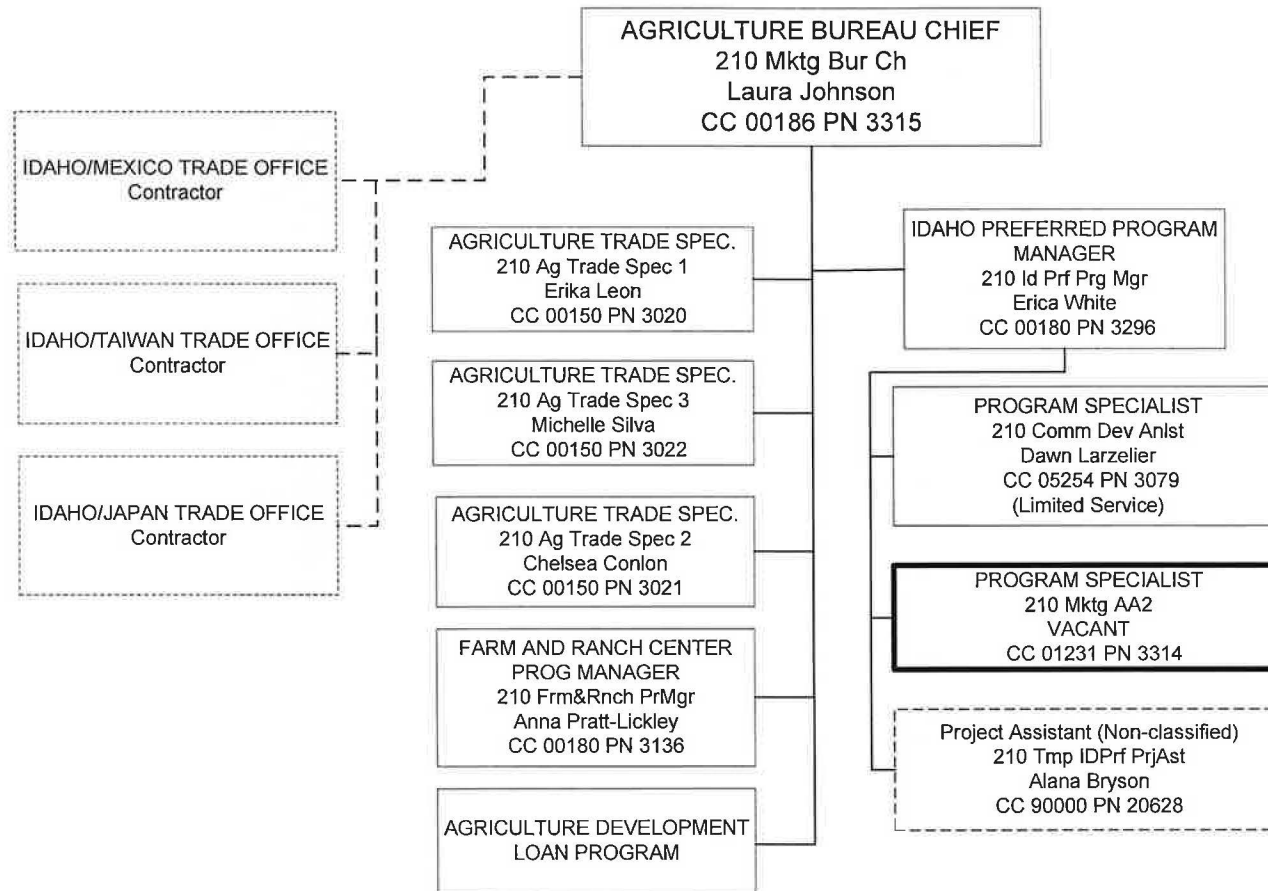 AGRICULTURE BUREAU CHIEF
210 Mktg Bur Ch
Laura Johnson
CC 00186 PN 3315
IDAHO/MEXICO TRADE OFFICE
Contractor
IDAHO/TAIWAN TRADE OFFICE
Contractor
IDAHO/JAPAN TRADE OFFICE
Contractor
AGRICULTURE TRADE SPEC.
210 Ag Trade Spec 1
Erika Leon
CC 00150 PN 3020
AGRICULTURE TRADE SPEC.
210 Ag Trade Spec 3
Michelle Silva
CC 00150 PN 3022
AGRICULTURE TRADE SPEC.
210 Ag Trade Spec 2
Chelsea Conlon
CC 00150 PN 3021
FARM AND RANCH CENTER
PROG MANAGER
210 Frm&Rnch PrMgr
Anna Pratt-Lickley
CC 00180 PN 3136
AGRICULTURE DEVELOPMENT
LOAN PROGRAM
IDAHO PREFERRED PROGRAM
MANAGER
210 Id Prf Prg Mgr
Erica White
CC 00180 PN 3296
PROGRAM SPECIALIST
210 Comm Dev Anlst
Dawn Larzelier
CC 05254 PN 3079
(Limited Service)
PROGRAM SPECIALIST
210 Mktg AA2
VACANT
CC 01231 PN 3314
Project Assistant (Non-classified)
210 Tmp IDPrf PrjAst
Alana Bryson
CC 90000 PN 20628